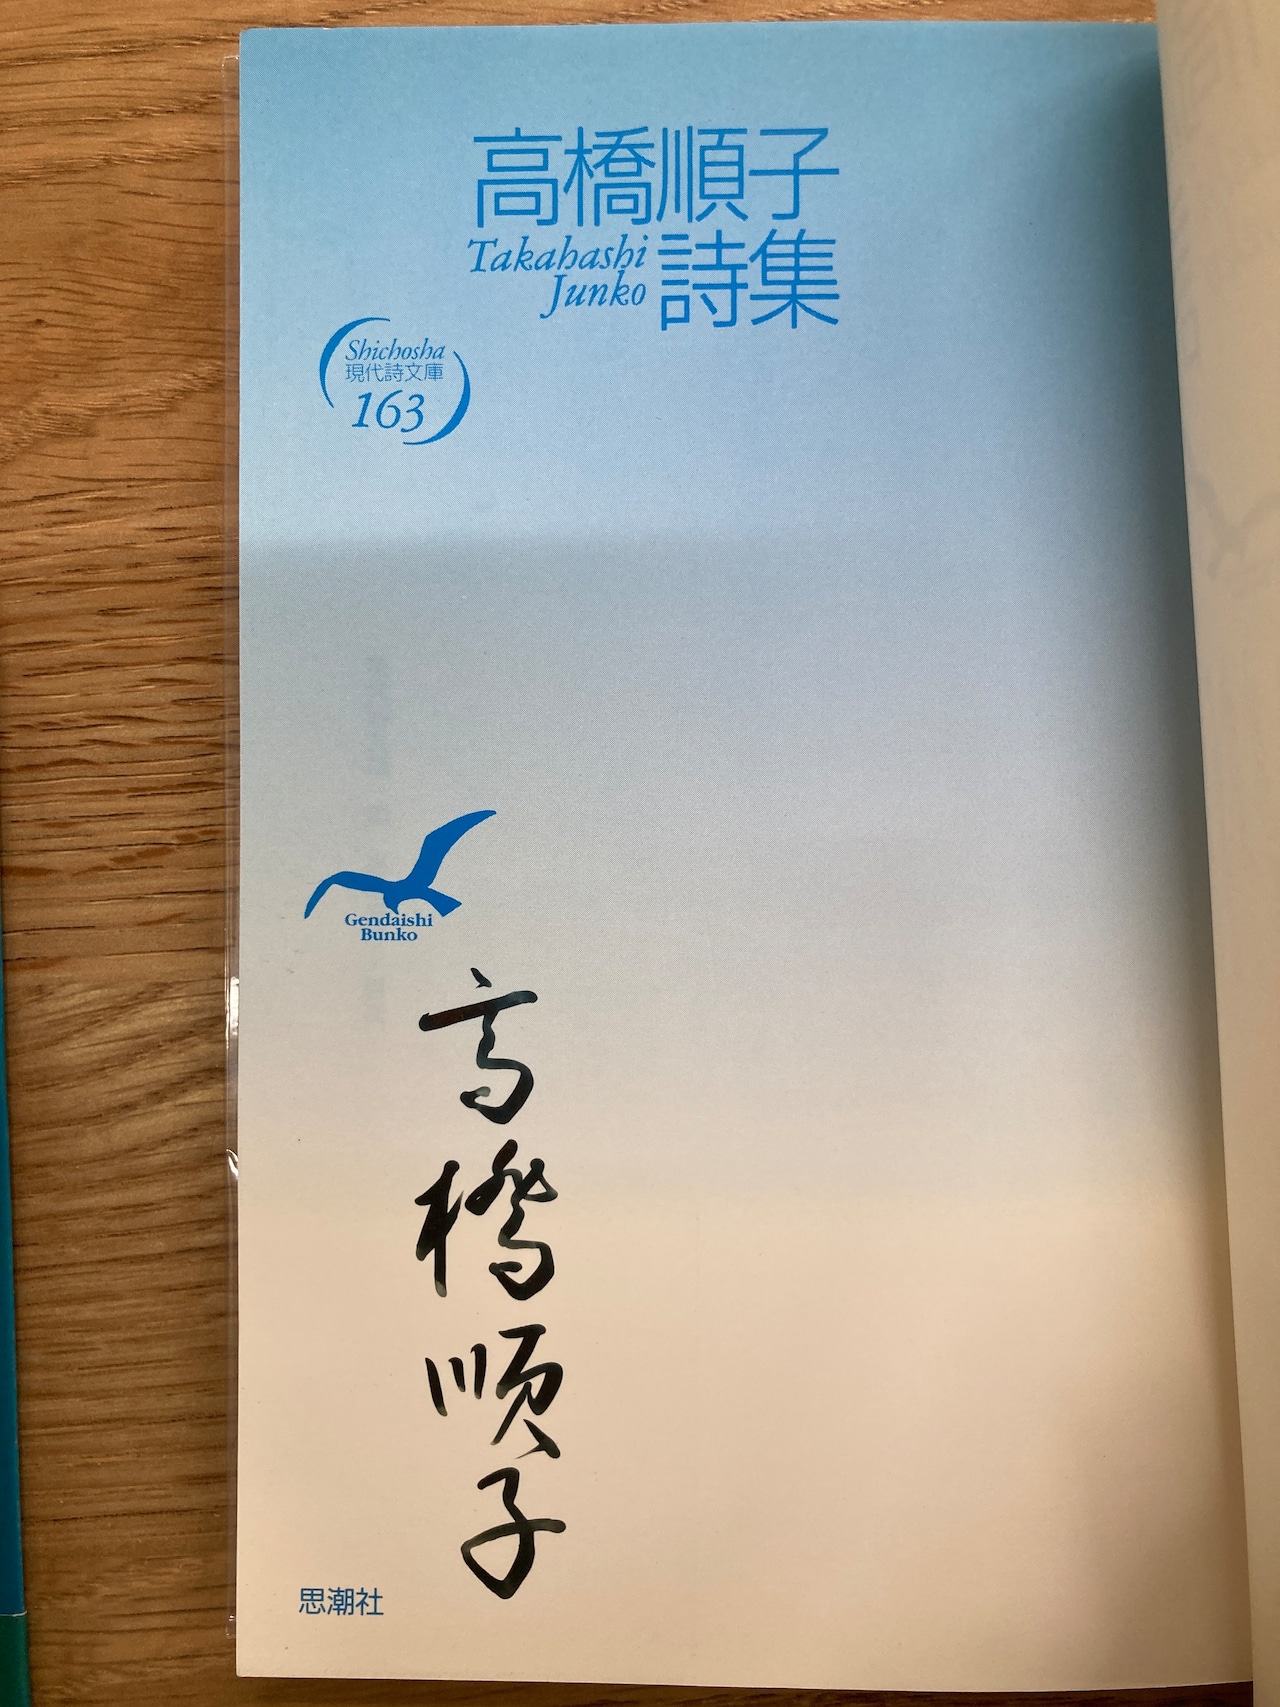 高橋順子
Takahashi
Junko
詩集
Shichosha
現代詩文庫
163
Gendaishi
Bunko
高橋順子
思潮社